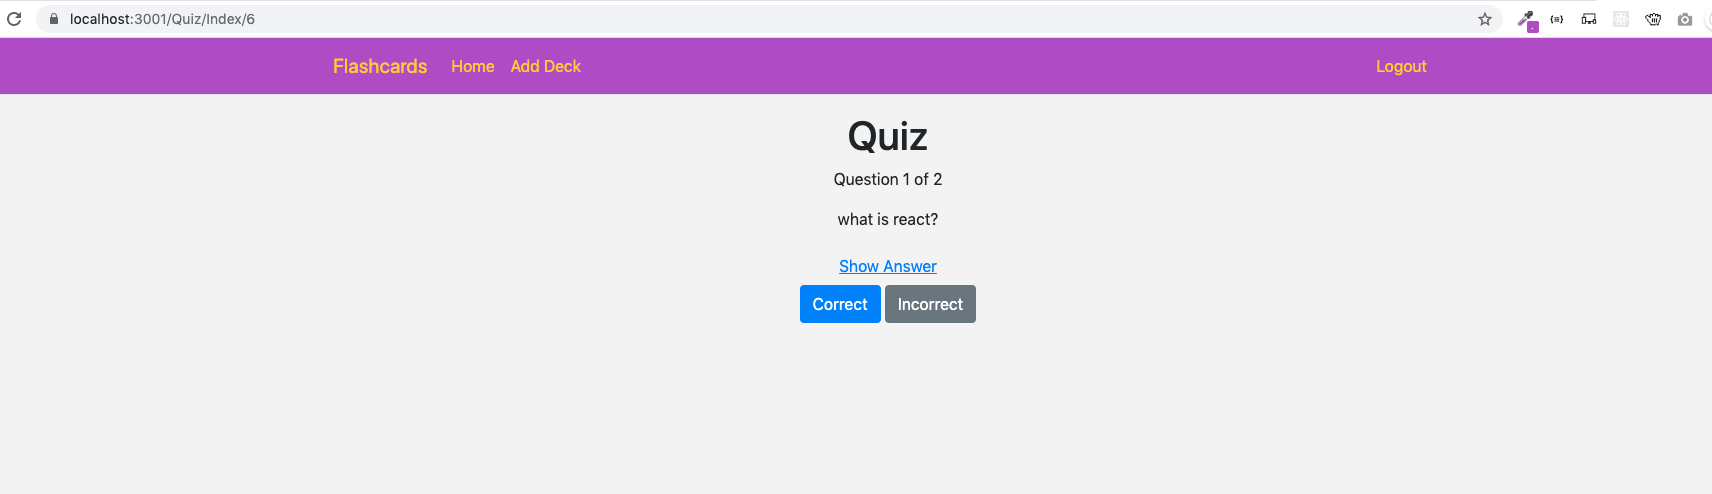 localhost:3001/Quiz/Index/6
Flashcards Home Add Deck Logout
Quiz
Question 1 of 2
what is react?
Show Answer
Correct Incorrect